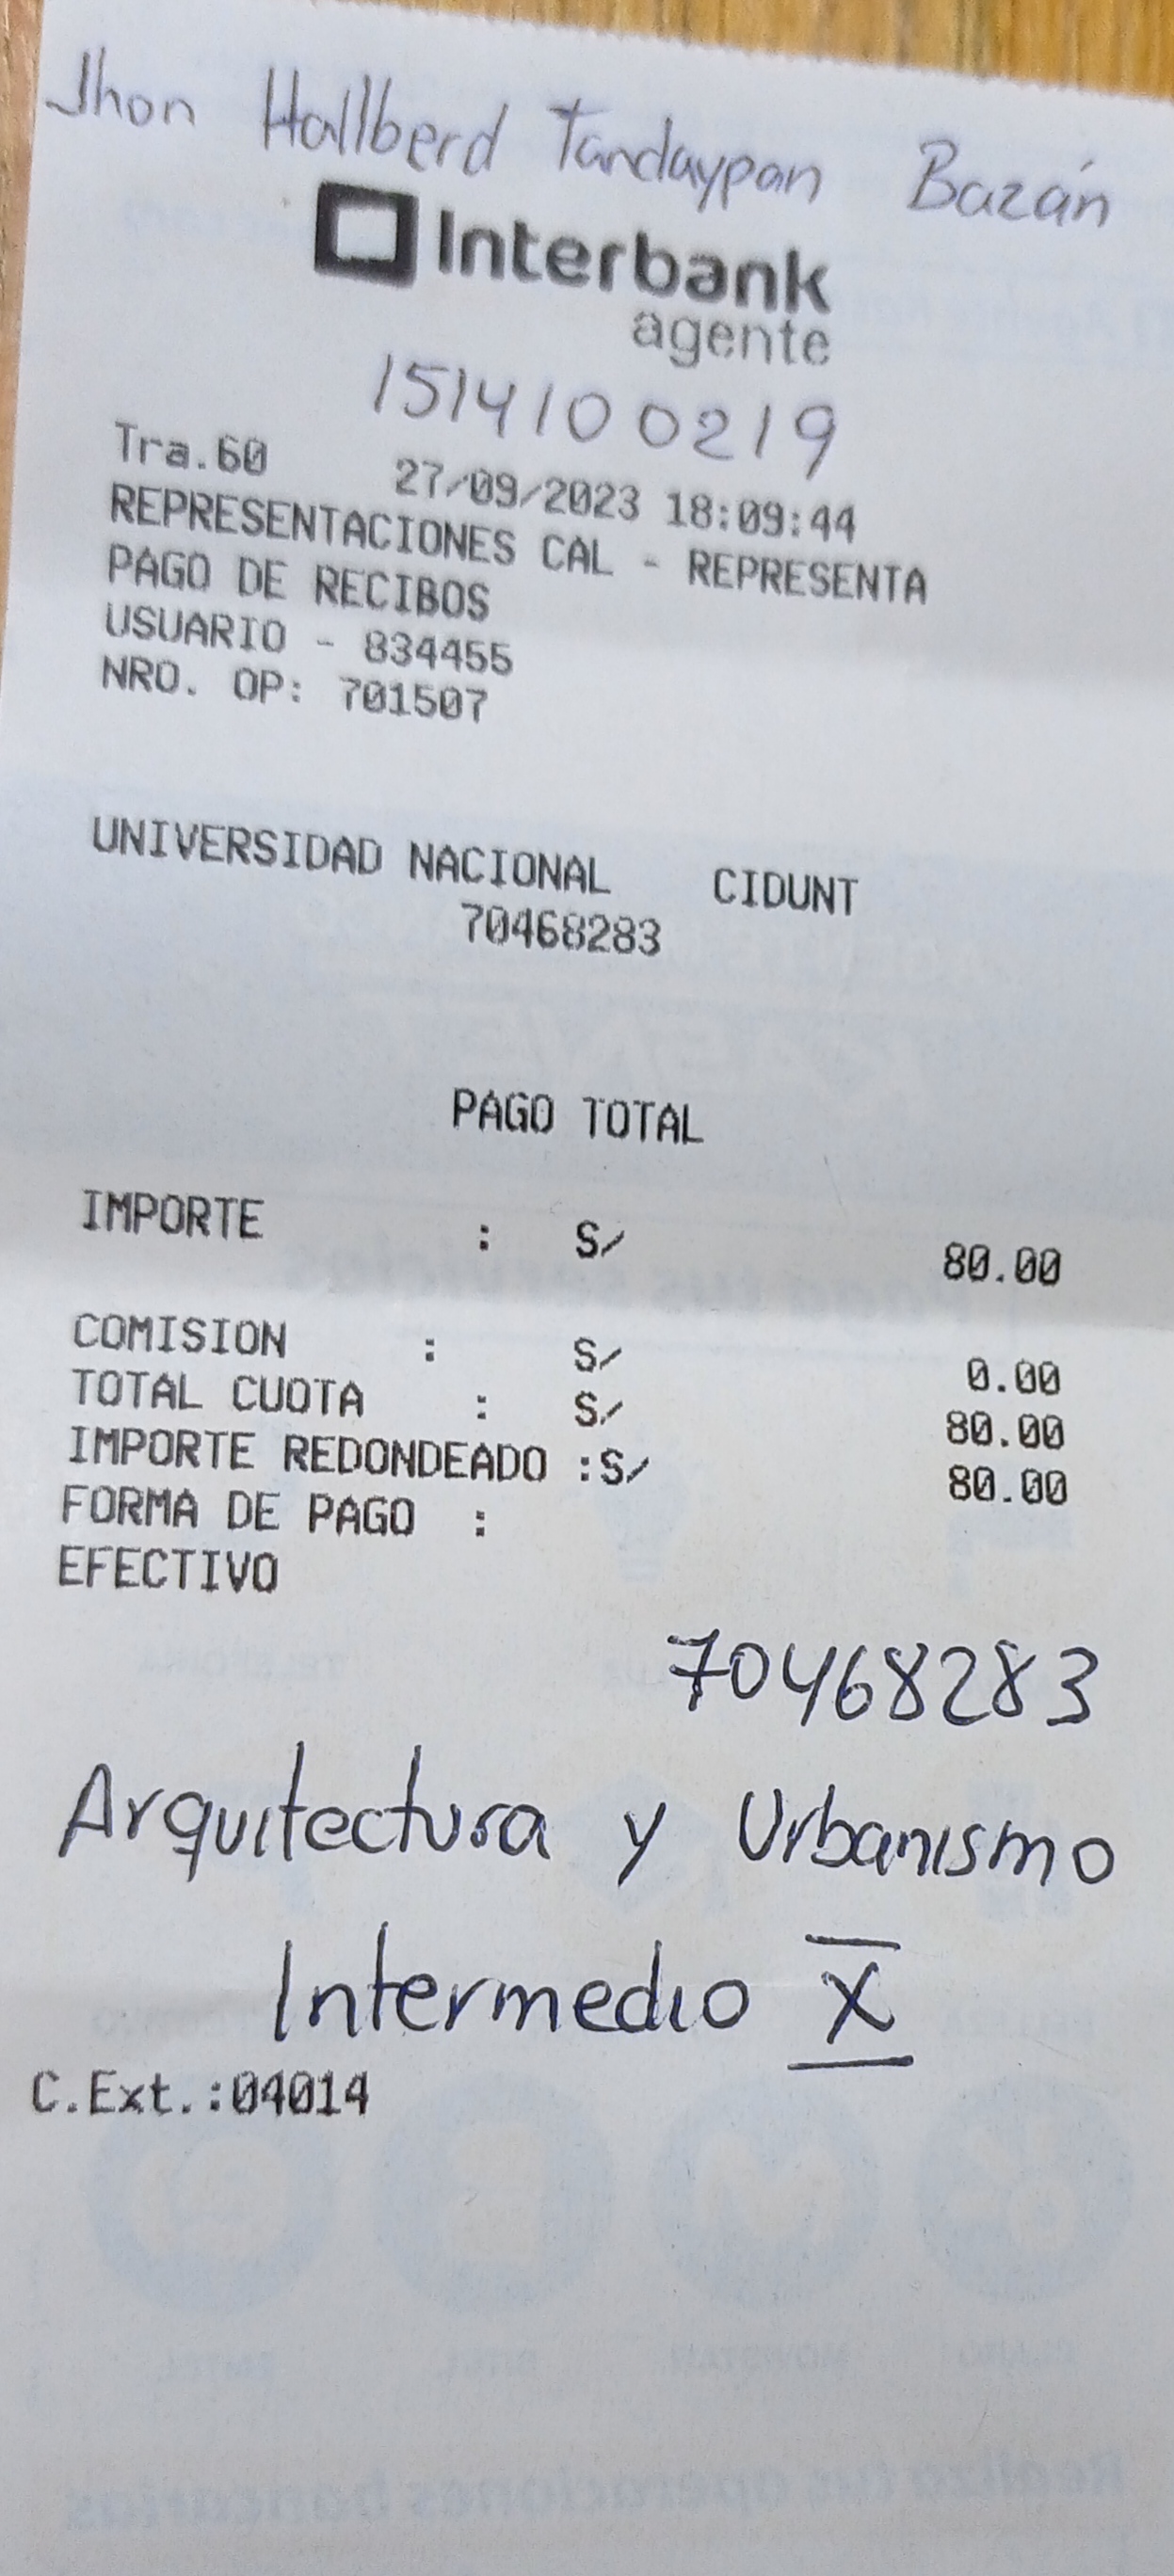 Jhon Hallberd Tandaypan Bazán
Interbank
agente
1514100219
Tra.60 27/09/2023 18:09:44
REPRESENTACIONES CAL - REPRESENTA
PAGO DE RECIBOS
USUARIO - 834455
NRO. OP: 701507
UNIVERSIDAD NACIONAL CIDUNT
70468283
PAGO TOTAL
IMPORTE : S/ 80.00
COMISION : S/ 0.00
TOTAL CUOTA : S/ 80.00
IMPORTE REDONDEADO :S/ 80.00
FORMA DE PAGO :
EFECTIVO
70468283
Arquitectura y Urbanismo
Intermedio X
C.Ext.:04014